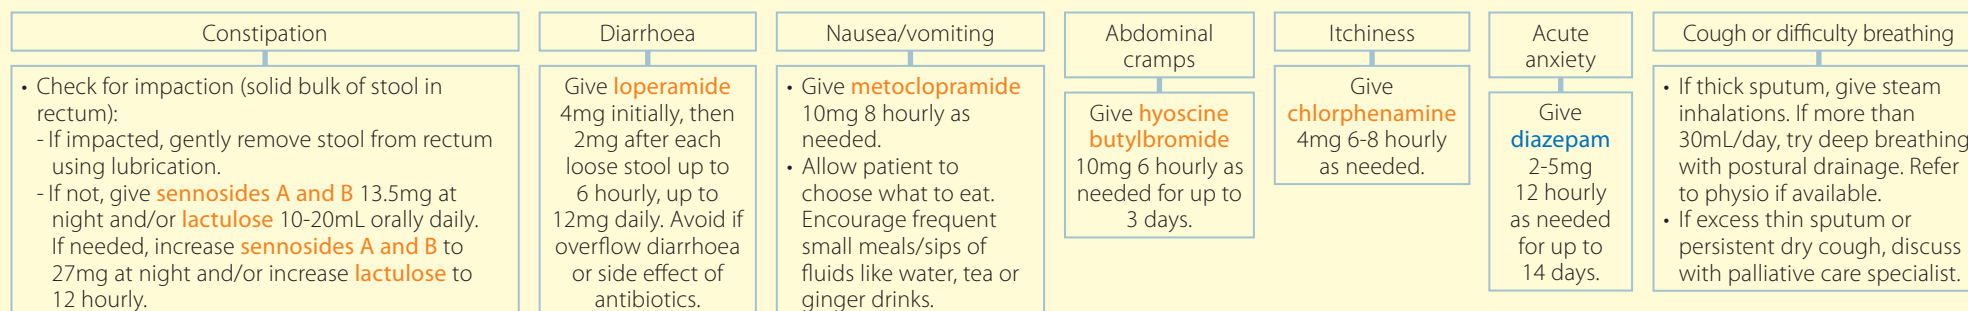 Constipation
• Check for impaction (solid bulk of stool in
rectum):
- If impacted, gently remove stool from rectum
using lubrication.
- If not, give sennosides A and B 13.5mg at
night and/or lactulose 10-20mL orally daily.
If needed, increase sennosides A and B to
27mg at night and/or increase lactulose to
12 hourly.
Diarrhoea
Give loperamide
4mg initially, then
2mg after each
loose stool up to
6 hourly, up to
12mg daily. Avoid if
overflow diarrhoea
or side effect of
antibiotics.
Nausea/vomiting
• Give metoclopramide
10mg 8 hourly as
needed.
• Allow patient to
choose what to eat.
Encourage frequent
small meals/sips of
fluids like water, tea or
ginger drinks.
Abdominal
cramps
Give hyoscine
butylbromide
10mg 6 hourly as
needed for up to
3 days.
Itchiness
Give
chlorphenamine
4mg 6-8 hourly
as needed.
Acute
anxiety
Give
diazepam
2-5mg
12 hourly
as needed
for up to
14 days.
Cough or difficulty breathing
• If thick sputum, give steam
inhalations. If more than
30mL/day, try deep breathing
with postural drainage. Refer
to physio if available.
• If excess thin sputum or
persistent dry cough, discuss
with palliative care specialist.